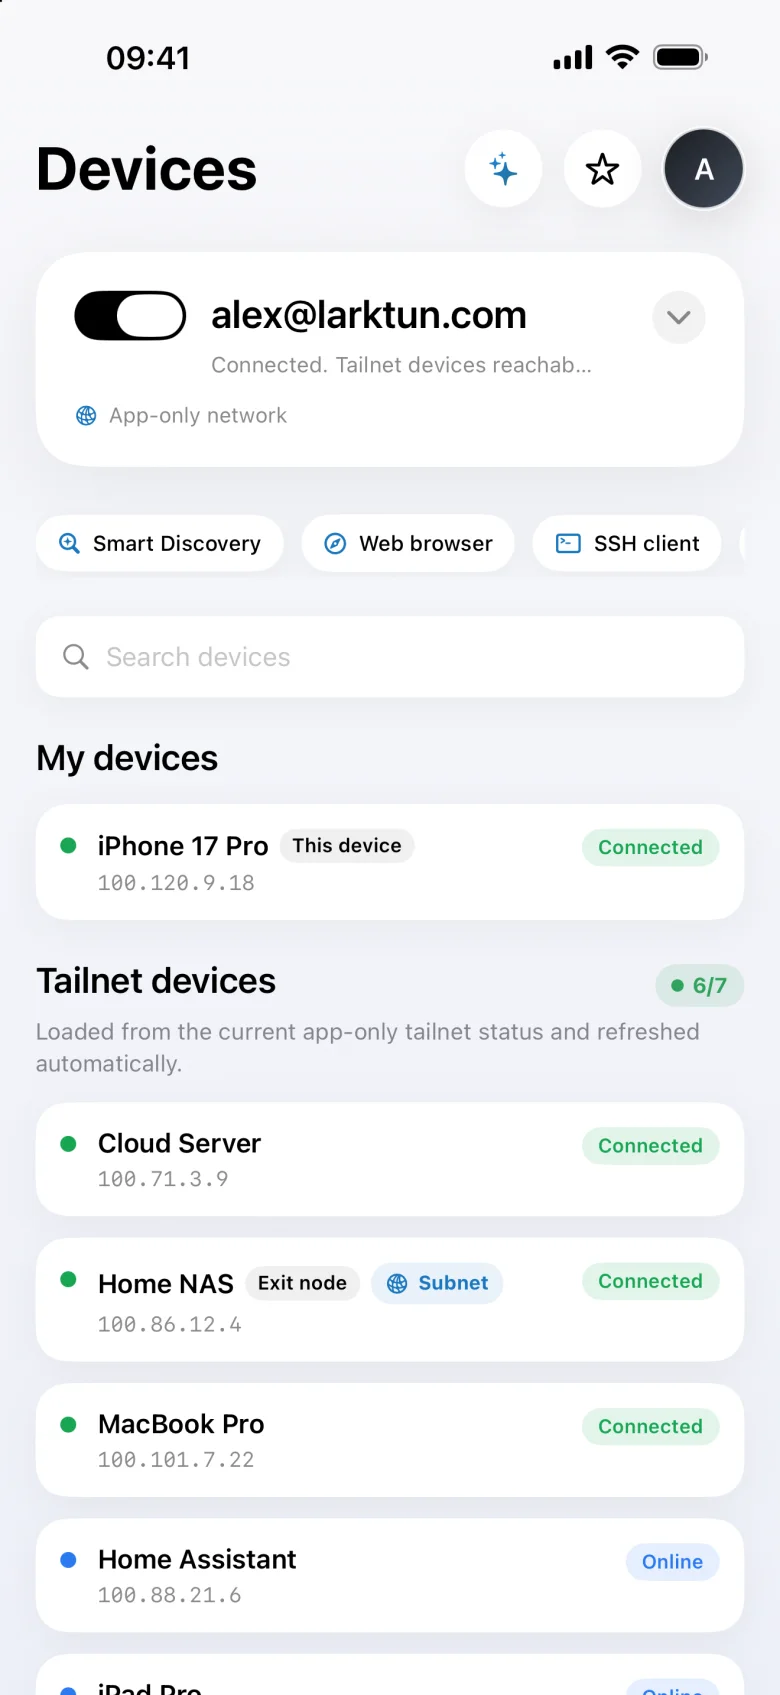 09:41
Devices
A
alex@larktun.com
Connected. Tailnet devices reachab...
App-only network
Smart Discovery
Web browser
SSH client
Search devices
My devices
iPhone 17 Pro
This device
Connected
100.120.9.18
Tailnet devices
6/7
Loaded from the current app-only tailnet status and refreshed
automatically.
Cloud Server
Connected
100.71.3.9
Home NAS
Exit node
Subnet
Connected
100.86.12.4
MacBook Pro
Connected
100.101.7.22
Home Assistant
Online
100.88.21.6
iPad Pro
Online